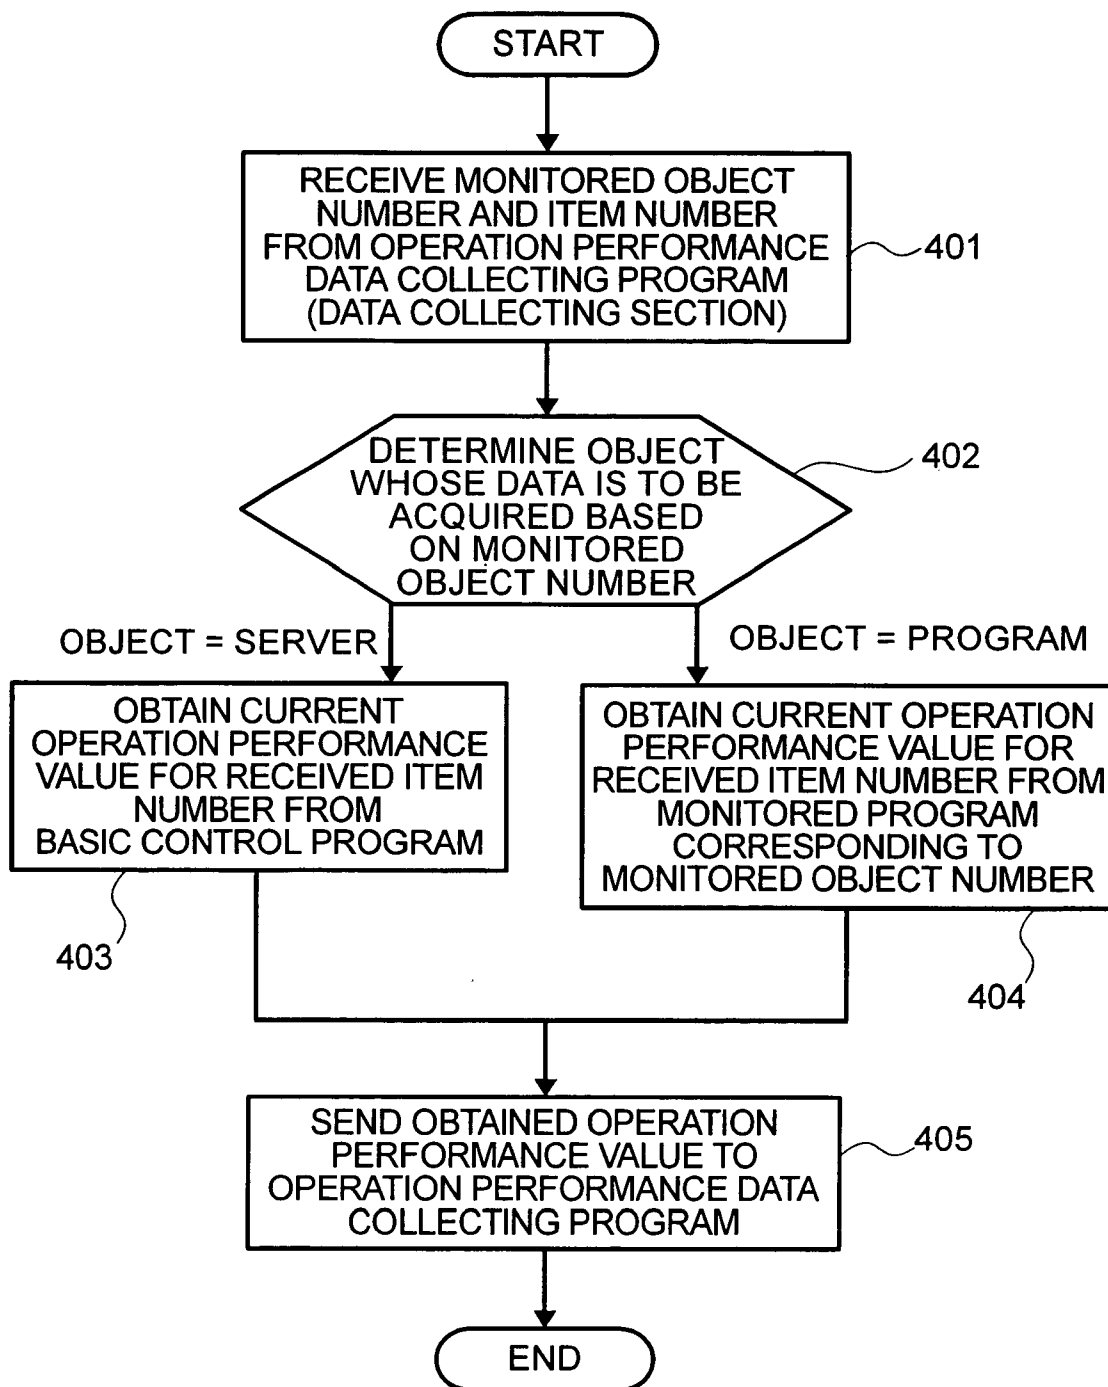 START
RECEIVE MONITORED OBJECT
NUMBER AND ITEM NUMBER
FROM OPERATION PERFORMANCE
DATA COLLECTING PROGRAM
(DATA COLLECTING SECTION)
401
DETERMINE OBJECT
WHOSE DATA IS TO BE
ACQUIRED BASED
ON MONITORED
OBJECT NUMBER
402
OBJECT = SERVER
OBJECT = PROGRAM
OBTAIN CURRENT
OPERATION PERFORMANCE
VALUE FOR RECEIVED ITEM
NUMBER FROM
BASIC CONTROL PROGRAM
403
OBTAIN CURRENT OPERATION
PERFORMANCE VALUE FOR
RECEIVED ITEM NUMBER FROM
MONITORED PROGRAM
CORRESPONDING TO
MONITORED OBJECT NUMBER
404
SEND OBTAINED OPERATION
PERFORMANCE VALUE TO
OPERATION PERFORMANCE DATA
COLLECTING PROGRAM
405
END